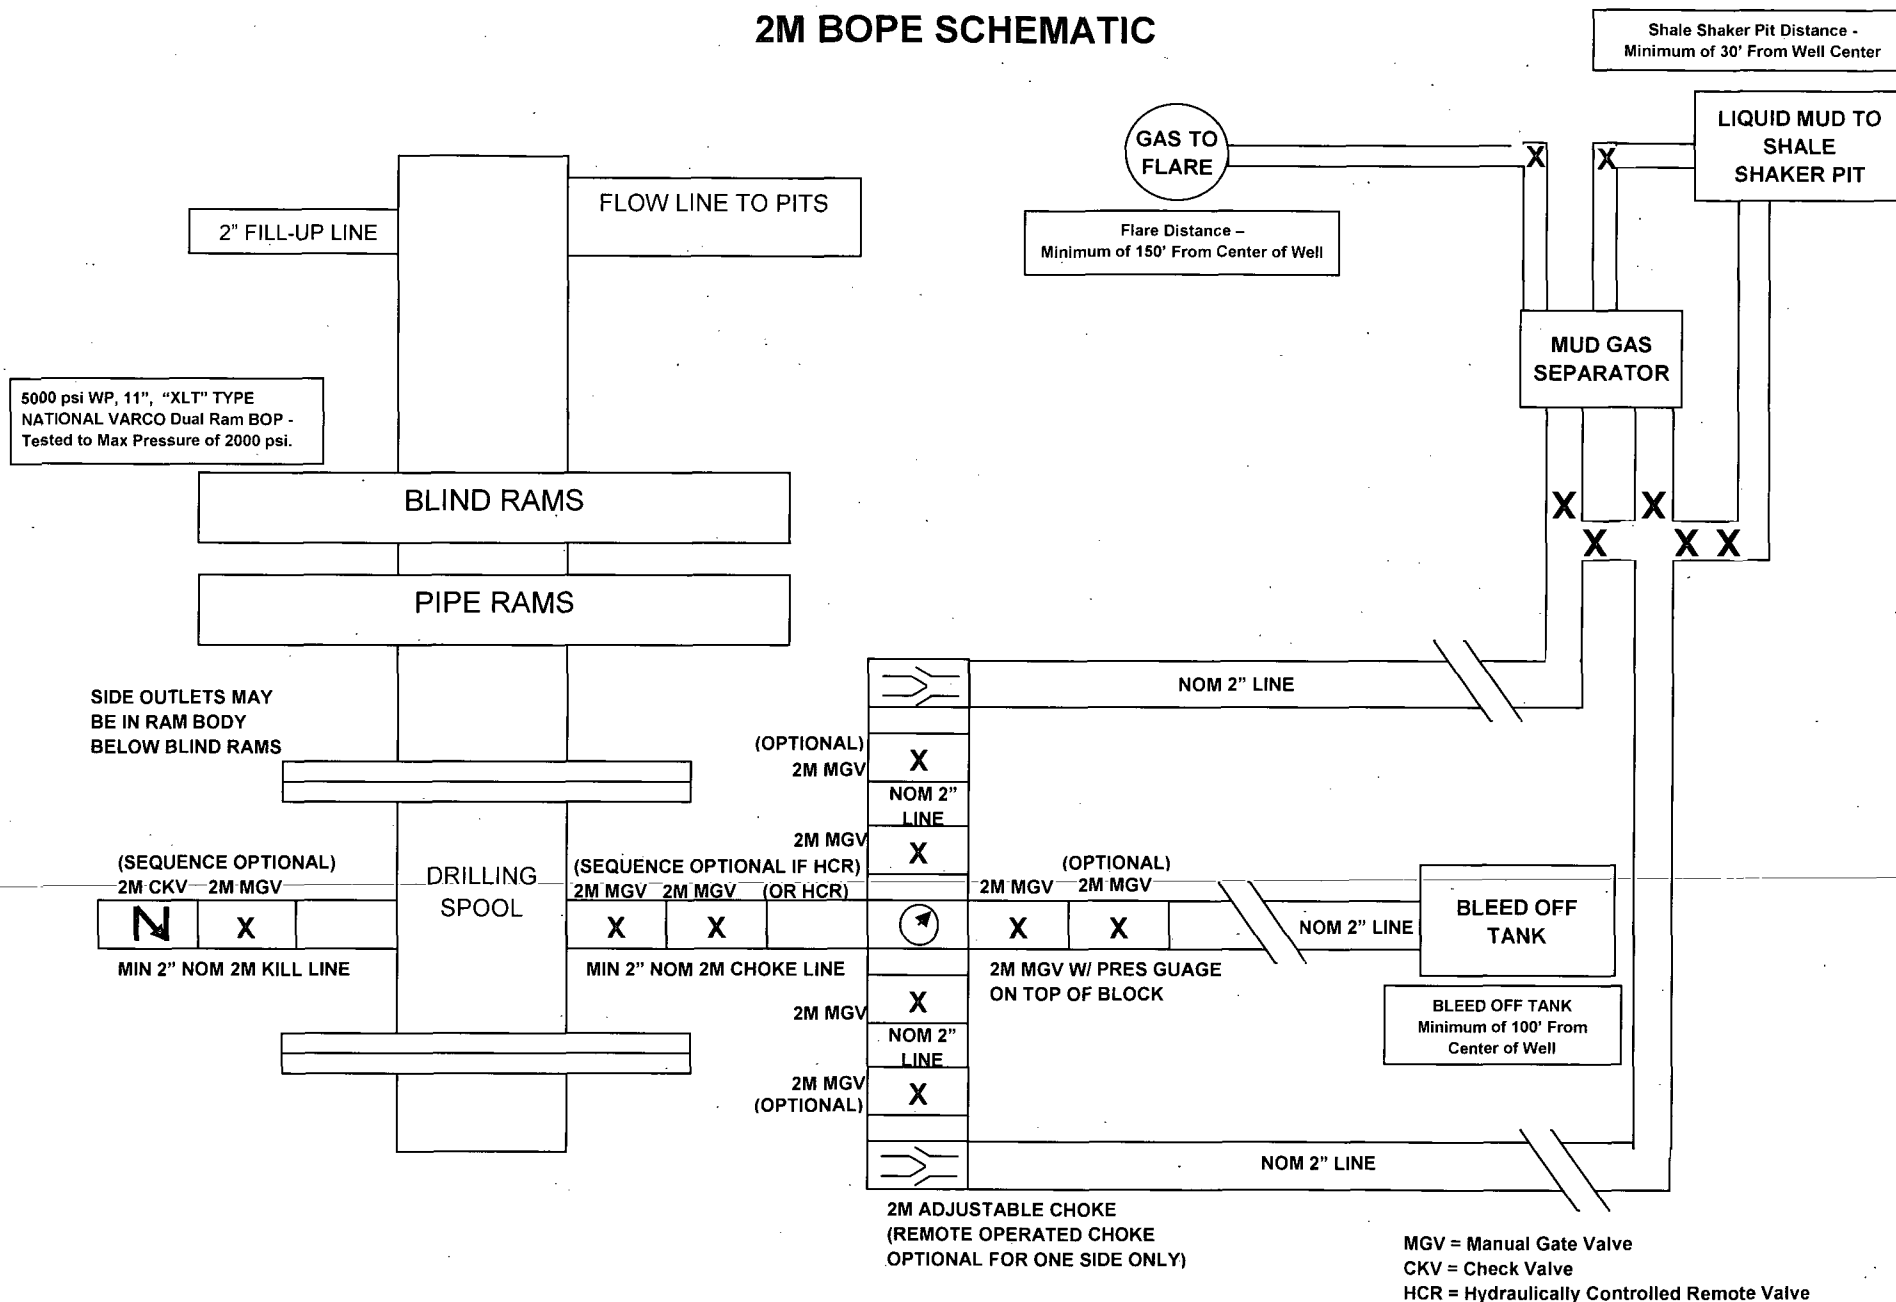 2M BOPE SCHEMATIC
Shale Shaker Pit Distance -
Minimum of 30' From Well Center
GAS TO
FLARE
LIQUID MUD TO
SHALE
SHAKER PIT
FLOW LINE TO PITS
2" FILL-UP LINE
Flare Distance –
Minimum of 150' From Center of Well
MUD GAS
SEPARATOR
5000 psi WP, 11", "XLT" TYPE
NATIONAL VARCO Dual Ram BOP -
Tested to Max Pressure of 2000 psi.
BLIND RAMS
PIPE RAMS
X X
X X
X X X
SIDE OUTLETS MAY
BE IN RAM BODY
BELOW BLIND RAMS
NOM 2" LINE
(OPTIONAL)
2M MGV
X
NOM 2"
LINE
2M MGV
X
(SEQUENCE OPTIONAL)
2M CKV 2M MGV
X
DRILLING
SPOOL
(SEQUENCE OPTIONAL IF HCR)
2M MGV 2M MGV (OR HCR)
X X
(OPTIONAL)
2M MGV 2M MGV
X X
NOM 2" LINE
BLEED OFF
TANK
MIN 2" NOM 2M KILL LINE
MIN 2" NOM 2M CHOKE LINE
2M MGV W/ PRES GUAGE
ON TOP OF BLOCK
2M MGV
X
NOM 2"
LINE
2M MGV
(OPTIONAL)
X
BLEED OFF TANK
Minimum of 100' From
Center of Well
NOM 2" LINE
2M ADJUSTABLE CHOKE
(REMOTE OPERATED CHOKE
OPTIONAL FOR ONE SIDE ONLY)
MGV = Manual Gate Valve
CKV = Check Valve
HCR = Hydraulically Controlled Remote Valve